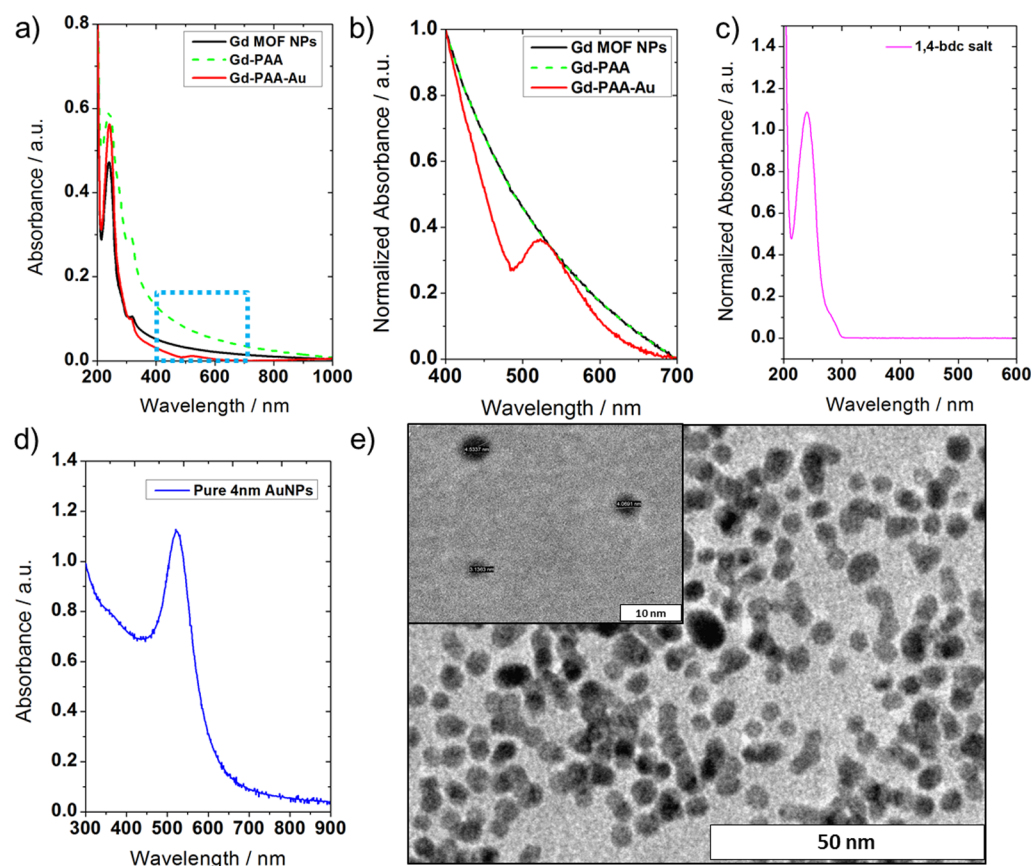 a)
0.8
0.6
0.4
0.2
0.0
Absorbance / a.u.
Gd MOF NPs
Gd-PAA
Gd-PAA-Au
200 400 600 800 1000
Wavelength / nm
b)
1.0
0.8
0.6
0.4
0.2
0.0
Normalized Absorbance / a.u.
Gd MOF NPs
Gd-PAA
Gd-PAA-Au
400 500 600 700
Wavelength / nm
c)
1.4
1.2
1.0
0.8
0.6
0.4
0.2
0.0
Normalized Absorbance / a.u.
1,4-bdc salt
200 300 400 500 600
Wavelength / nm
d)
1.4
1.2
1.0
0.8
0.6
0.4
0.2
0.0
Absorbance / a.u.
Pure 4nm AuNPs
300 400 500 600 700 800 900
Wavelength / nm
e)
4.5337 nm
4.0691 nm
10 nm
50 nm